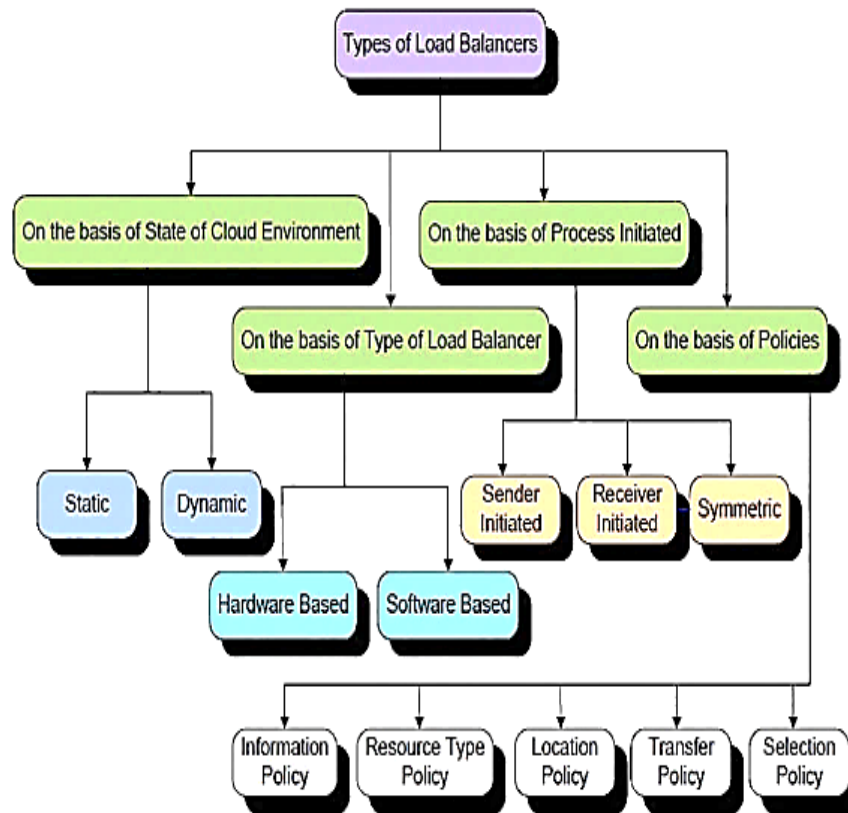 Types of Load Balancers
On the basis of State of Cloud Environment
On the basis of Process Initiated
On the basis of Type of Load Balancer
On the basis of Policies
Static
Dynamic
Sender
Initiated
Receiver
Initiated
Symmetric
Hardware Based
Software Based
Information
Policy
Resource Type
Policy
Location
Policy
Transfer
Policy
Selection
Policy